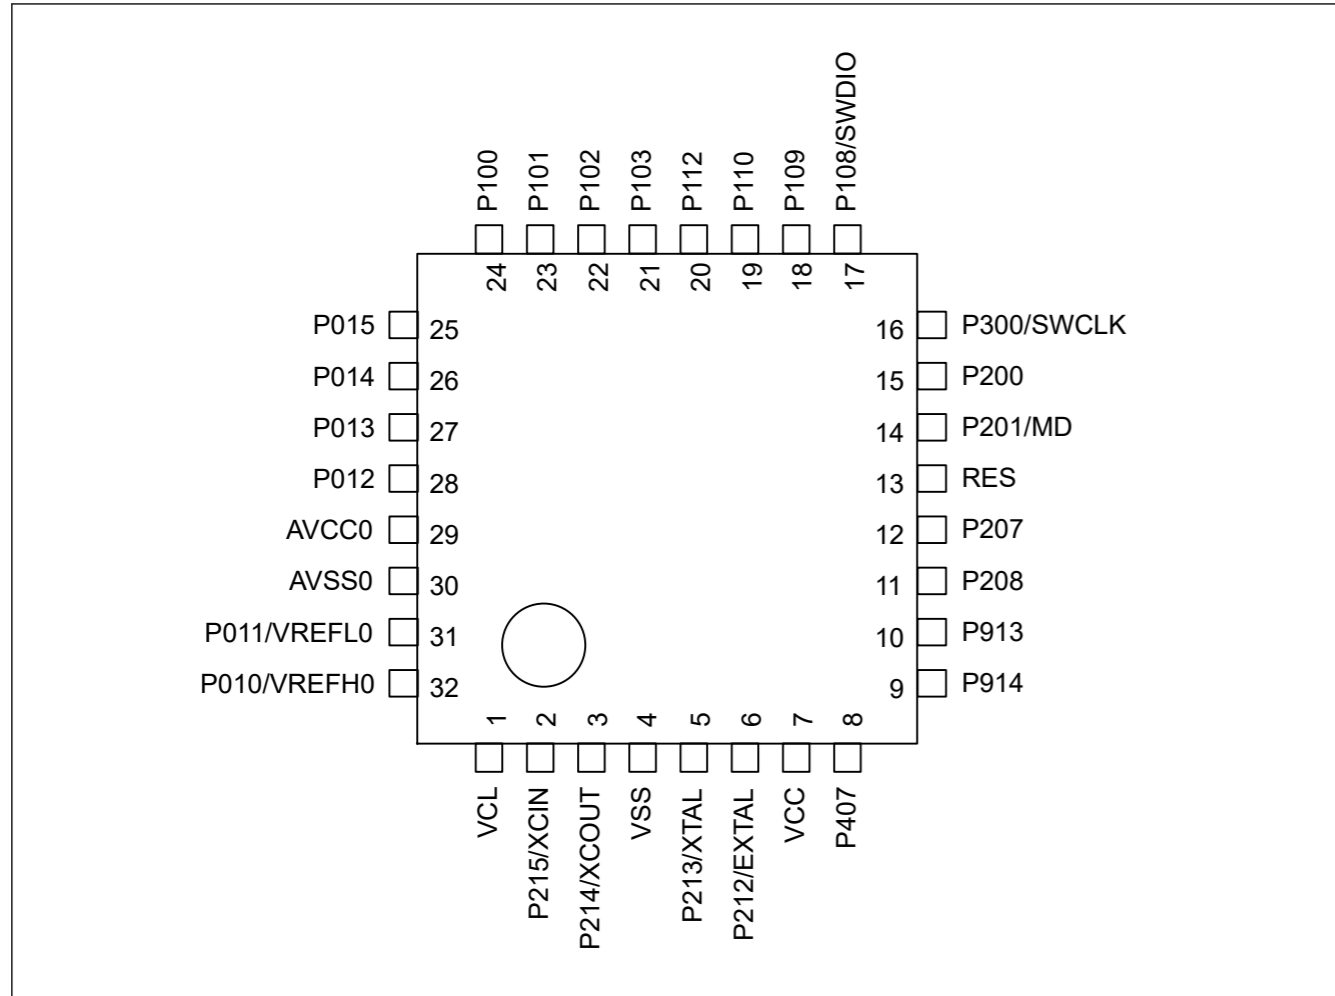 P100
P101
P102
P103
P112
P110
P109
P108/SWDIO
24
23
22
21
20
19
18
17
P015 25
16 P300/SWCLK
P014 26
15 P200
P013 27
14 P201/MD
P012 28
13 RES
AVCC0 29
12 P207
AVSS0 30
11 P208
P011/VREFL0 31
10 P913
P010/VREFH0 32
9 P914
1
2
3
4
5
6
7
8
VCL
P215/XCIN
P214/XCOUT
VSS
P213/XTAL
P212/EXTAL
VCC
P407